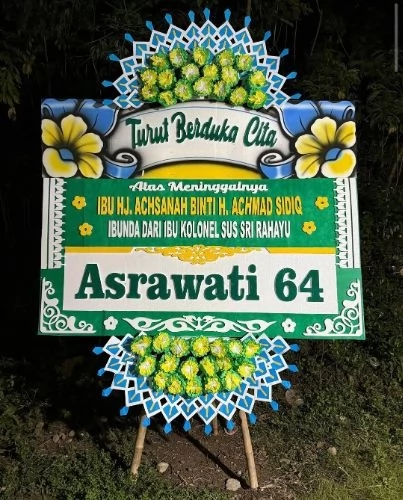 Turut Berduka Cita
Atas Meninggalnya
IBU HJ. ACHSANAH BINTI H. ACHMAD SIDIQ
IBUNDA DARI IBU KOLONEL SUS SRI RAHAYU
Asrawati 64